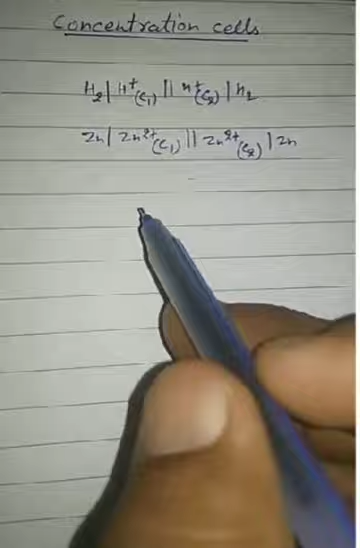 Concentration cells
H₂ | H⁺(C₁) || H⁺(C₂) | H₂
Zn | Zn²⁺(C₁) || Zn²⁺(C₂) | Zn